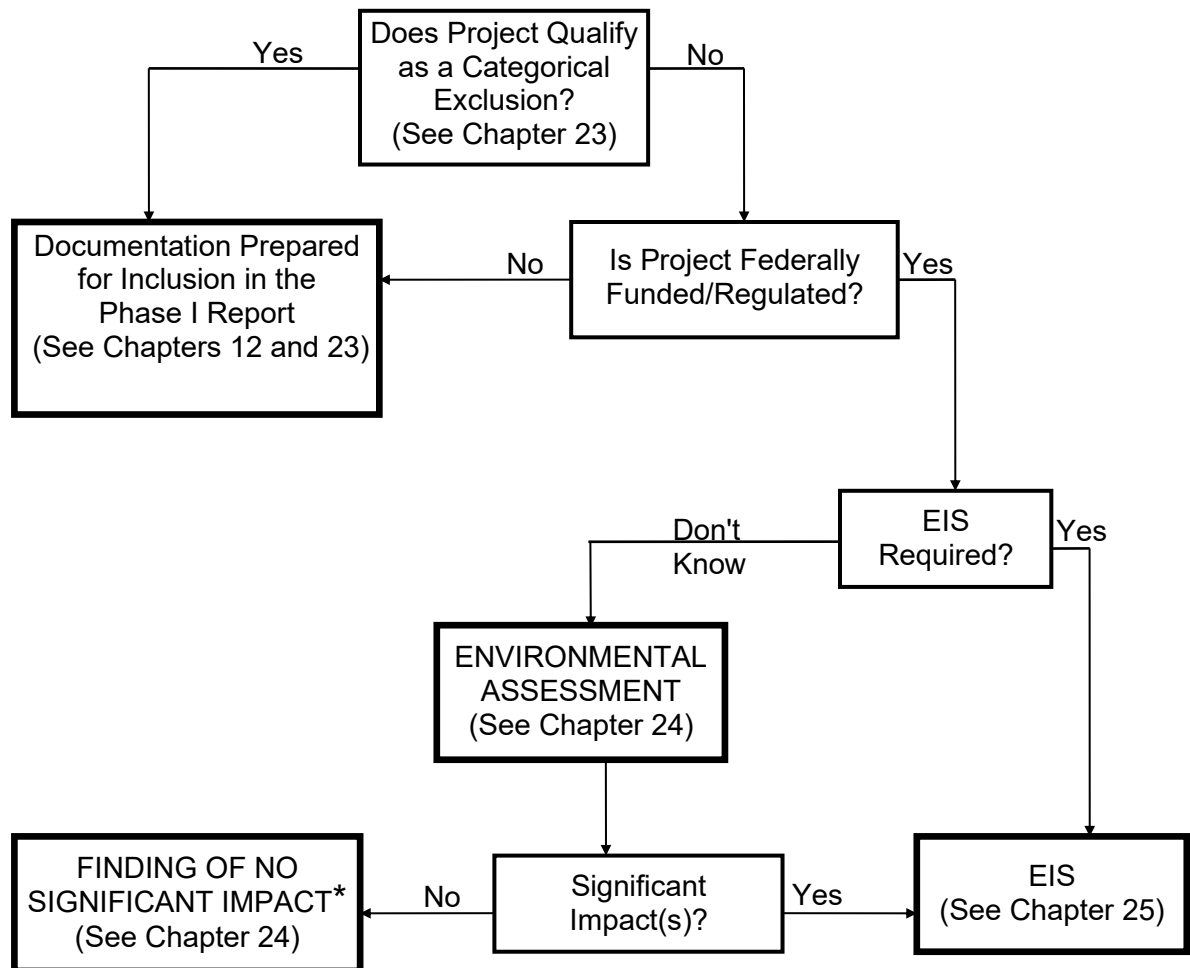 Does Project Qualify
as a Categorical
Exclusion?
(See Chapter 23)
Yes
No
Documentation Prepared
for Inclusion in the
Phase I Report
(See Chapters 12 and 23)
No
Is Project Federally
Funded/Regulated?
Yes
EIS
Required?
Don't
Know
Yes
ENVIRONMENTAL
ASSESSMENT
(See Chapter 24)
FINDING OF NO
SIGNIFICANT IMPACT*
(See Chapter 24)
No
Significant
Impact(s)?
Yes
EIS
(See Chapter 25)